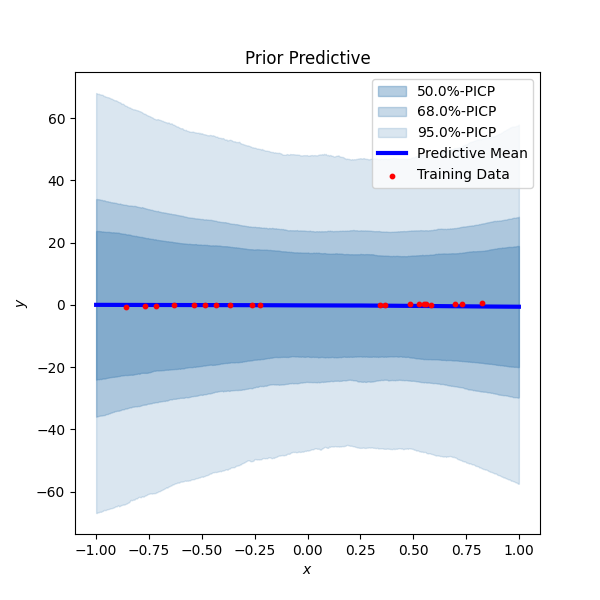 Prior Predictive
50.0%-PICP
68.0%-PICP
95.0%-PICP
Predictive Mean
Training Data
y
60
40
20
0
−20
−40
−60
−1.00 −0.75 −0.50 −0.25 0.00 0.25 0.50 0.75 1.00
x